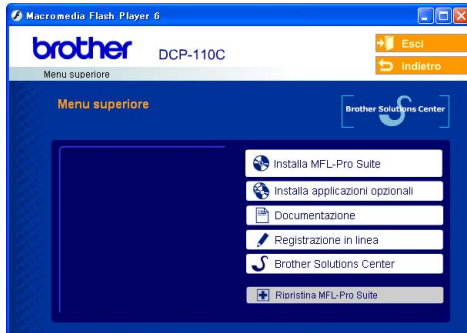 Macromedia Flash Player 6
brother
DCP-110C
Esci
Indietro
Menu superiore
Menu superiore
Brother Solutions Center
Installa MFL-Pro Suite
Installa applicazioni opzionali
Documentazione
Registrazione in linea
Brother Solutions Center
Ripristina MFL-Pro Suite